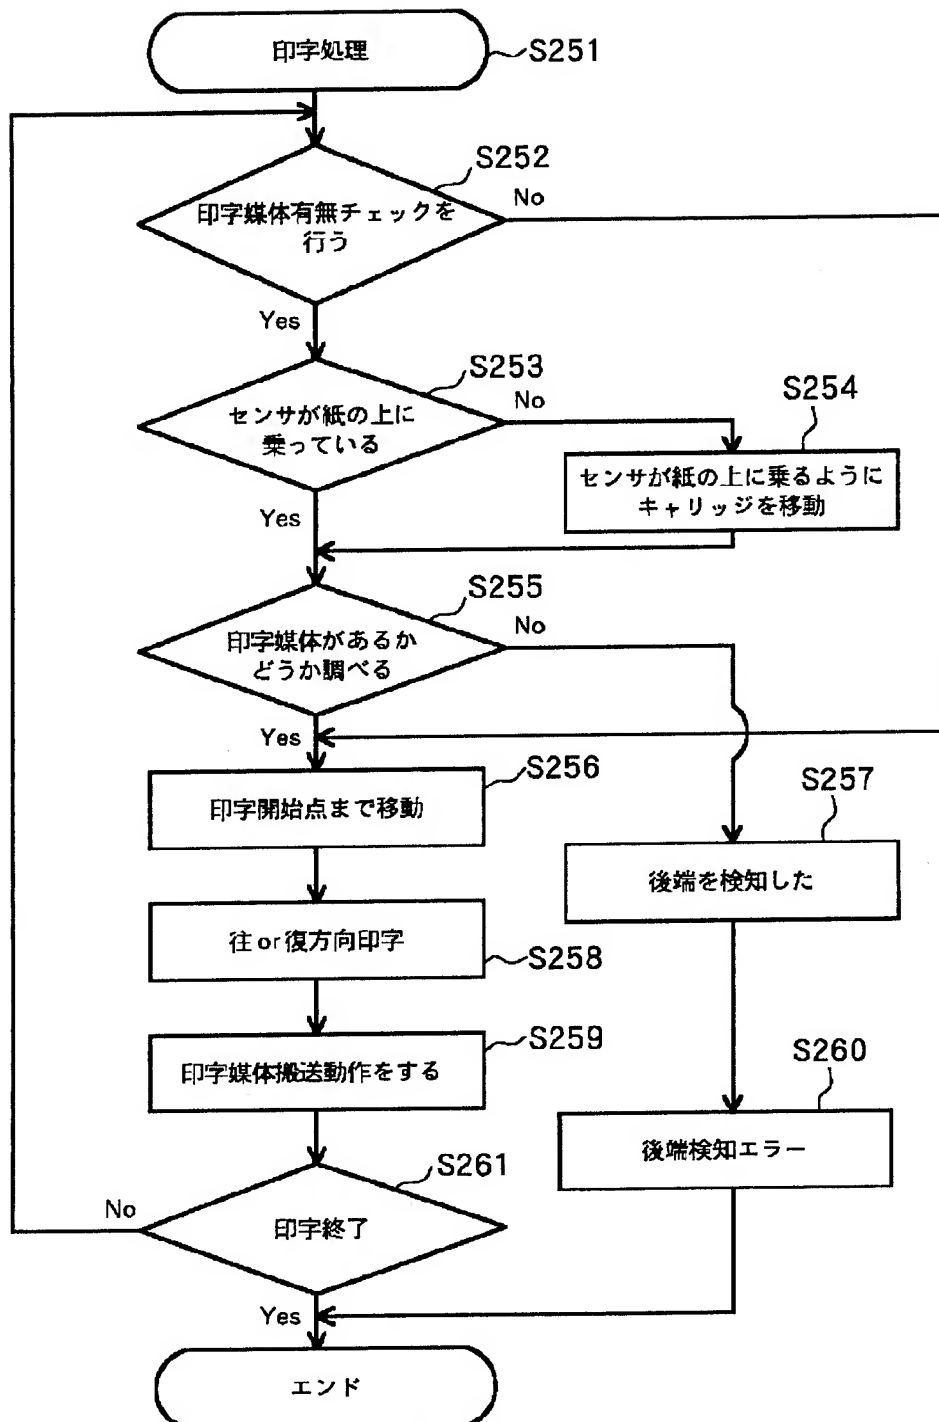 印字処理
S251
S252
No
印字媒体有無チェックを
行う
Yes
S253
No
S254
センサが紙の上に
乗っている
センサが紙の上に乗るように
キャリッジを移動
Yes
S255
No
印字媒体があるか
どうか調べる
Yes
S256
S257
印字開始点まで移動
後端を検知した
往or復方向印字
S258
S259
印字媒体搬送動作をする
S260
後端検知エラー
S261
No
印字終了
Yes
エンド